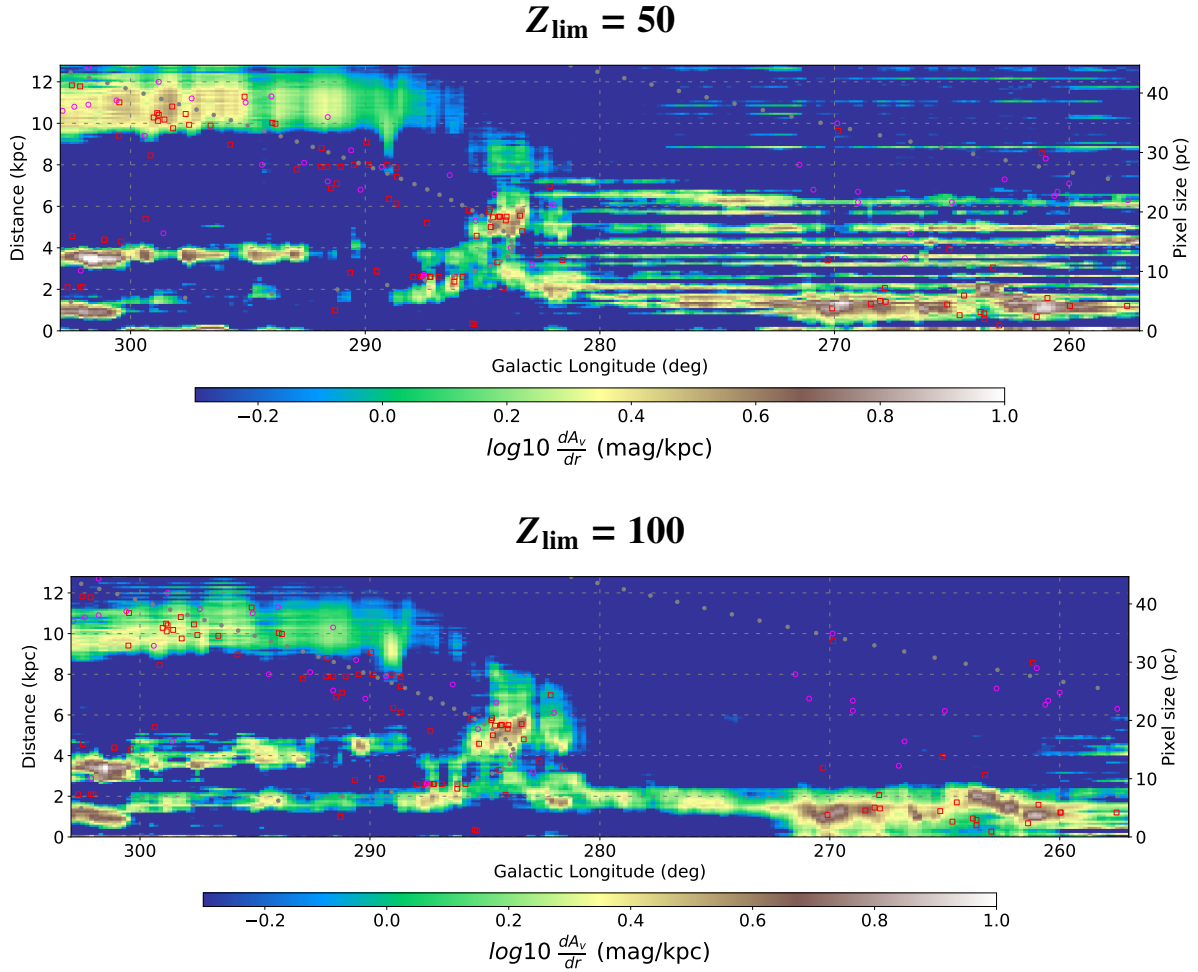 Z_lim = 50
12
10
8
6
4
2
0
Distance (kpc)
40
30
20
10
0
Pixel size (pc)
300 290 280 270 260
Galactic Longitude (deg)
−0.2 0.0 0.2 0.4 0.6 0.8 1.0
log10 dA_v/dr (mag/kpc)
Z_lim = 100
12
10
8
6
4
2
0
Distance (kpc)
40
30
20
10
0
Pixel size (pc)
300 290 280 270 260
Galactic Longitude (deg)
−0.2 0.0 0.2 0.4 0.6 0.8 1.0
log10 dA_v/dr (mag/kpc)